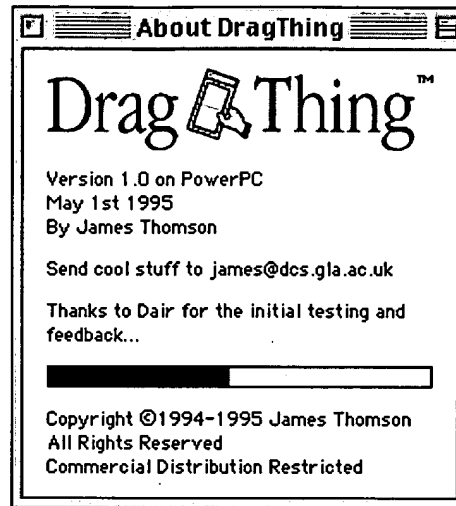 About DragThing
Drag Thing™
Version 1.0 on PowerPC
May 1st 1995
By James Thomson
Send cool stuff to james@dcs.gla.ac.uk
Thanks to Dair for the initial testing and
feedback...
Copyright ©1994-1995 James Thomson
All Rights Reserved
Commercial Distribution Restricted